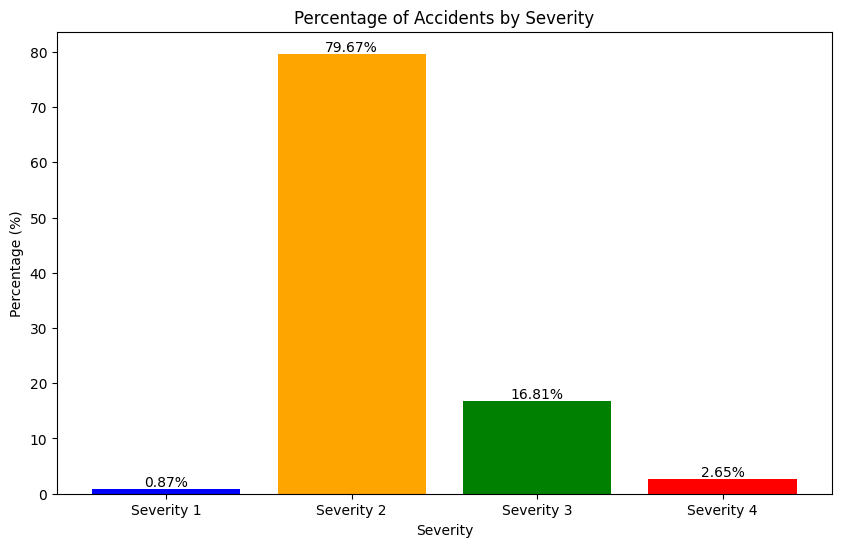 Percentage of Accidents by Severity
Percentage (%)
80
70
60
50
40
30
20
10
0
0.87%
79.67%
16.81%
2.65%
Severity 1
Severity 2
Severity 3
Severity 4
Severity